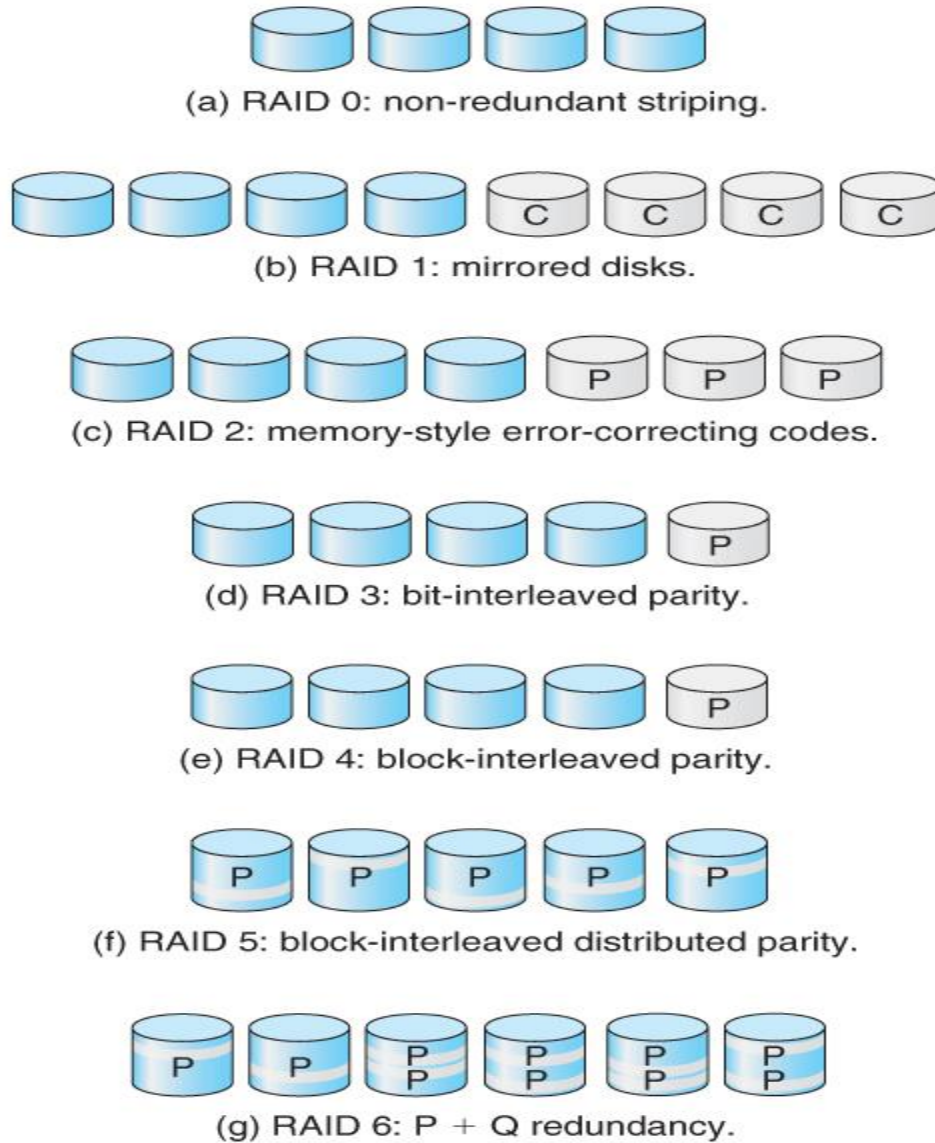 (a) RAID 0: non-redundant striping.
C C C C
(b) RAID 1: mirrored disks.
P P P
(c) RAID 2: memory-style error-correcting codes.
P
(d) RAID 3: bit-interleaved parity.
P
(e) RAID 4: block-interleaved parity.
P P P P P
(f) RAID 5: block-interleaved distributed parity.
P P P P P P
P P P P
(g) RAID 6: P + Q redundancy.